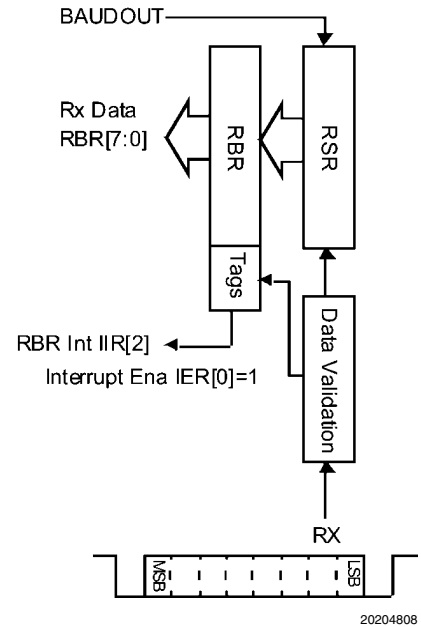 BAUDOUT
Rx Data
RBR[7:0]
RBR
RSR
Tags
Data Validation
RBR Int IIR[2]
Interrupt Ena IER[0]=1
RX
MSB
LSB
20204808